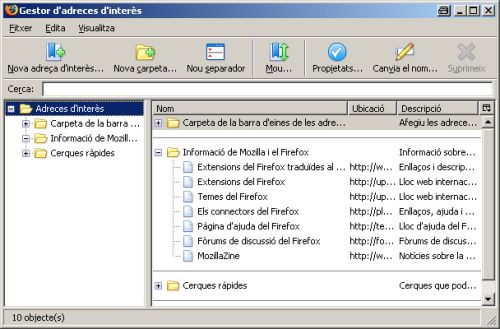 Gestor d'adreces d'interès
Fitxer Edita Visualitza
Nova adreça d'interès... Nova carpeta... Nou separador Mou... Propietats... Canvia el nom... Suprimeix
Cerca:
Adreces d'interès
Carpeta de la barra ...
Informació de Mozill...
Cerques ràpides
Nom Ubicació Descripció
Carpeta de la barra d'eines de les adre... Afegiu les adrece...
Informació de Mozilla i el Firefox Informació sobre...
Extensions del Firefox traduïdes al ... http://w... Enllaços i descrip...
Extensions del Firefox http://up... Lloc web internac...
Temes del Firefox http://up... Lloc web internac...
Els connectors del Firefox http://pl... Enllaços, ajuda i ...
Pàgina d'ajuda del Firefox http://te... Lloc d'ajuda del F...
Fòrums de discussió del Firefox http://fo... Fòrums de discus...
MozillaZine http://w... Notícies sobre la ...
Cerques ràpides Cerques que pod...
10 objecte(s)